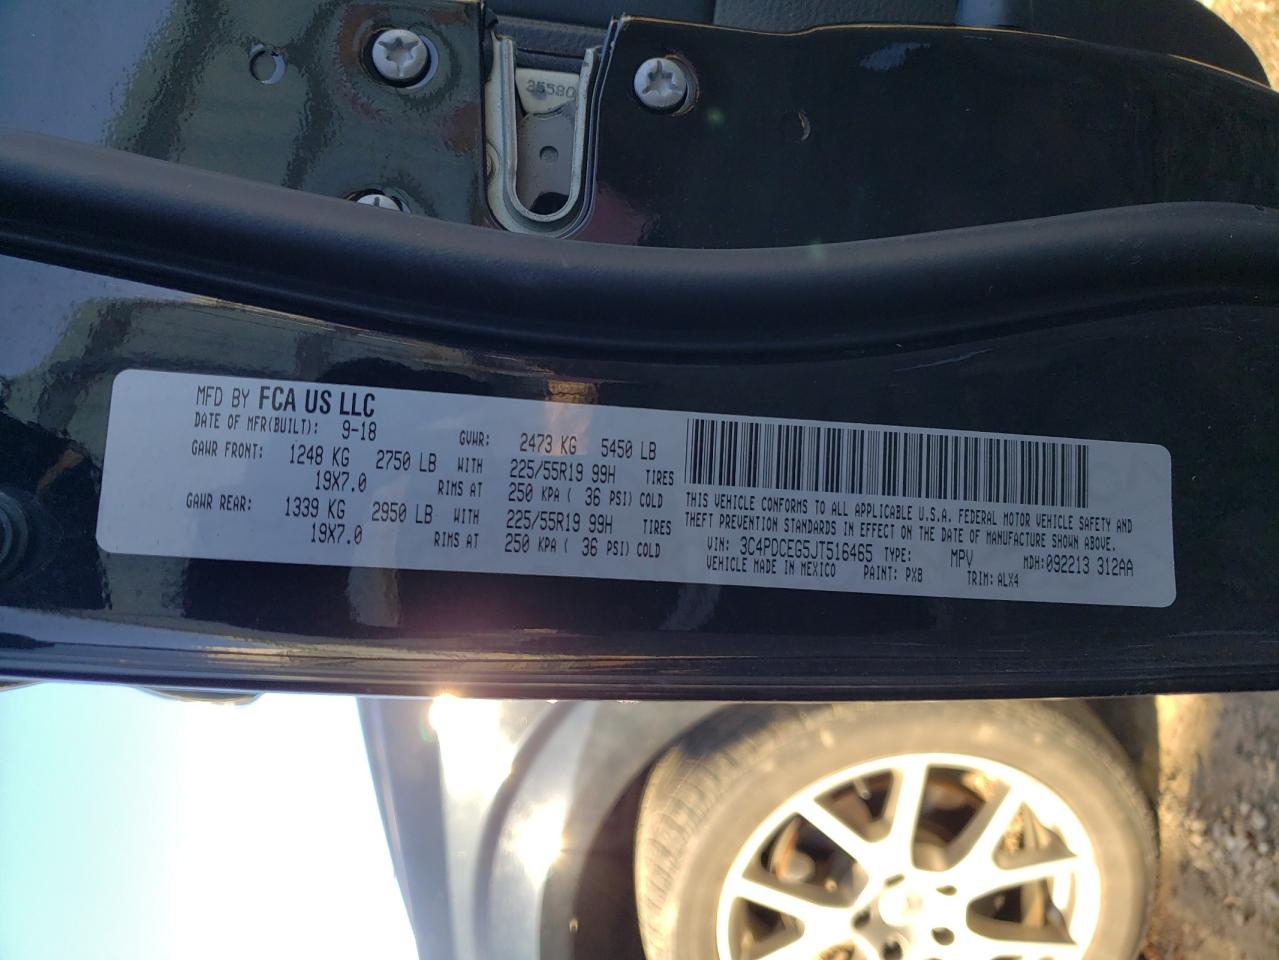 25580
MFD BY FCA US LLC
DATE OF MFR(BUILT): 9-18 GVWR: 2473 KG 5450 LB
GAWR FRONT: 1248 KG 2750 LB WITH 225/55R19 99H TIRES
19X7.0 RIMS AT 250 KPA ( 36 PSI) COLD
GAWR REAR: 1339 KG 2950 LB WITH 225/55R19 99H TIRES
19X7.0 RIMS AT 250 KPA ( 36 PSI) COLD
THIS VEHICLE CONFORMS TO ALL APPLICABLE U.S.A. FEDERAL MOTOR VEHICLE SAFETY AND
THEFT PREVENTION STANDARDS IN EFFECT ON THE DATE OF MANUFACTURE SHOWN ABOVE.
VIN: 3C4PDCEG5JT516465 TYPE: MPV MDH:092213 312AA
VEHICLE MADE IN MEXICO PAINT: PX8 TRIM: ALX4